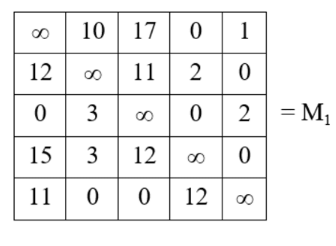 ∞ 10 17 0 1
12 ∞ 11 2 0
0 3 ∞ 0 2 = M₁
15 3 12 ∞ 0
11 0 0 12 ∞